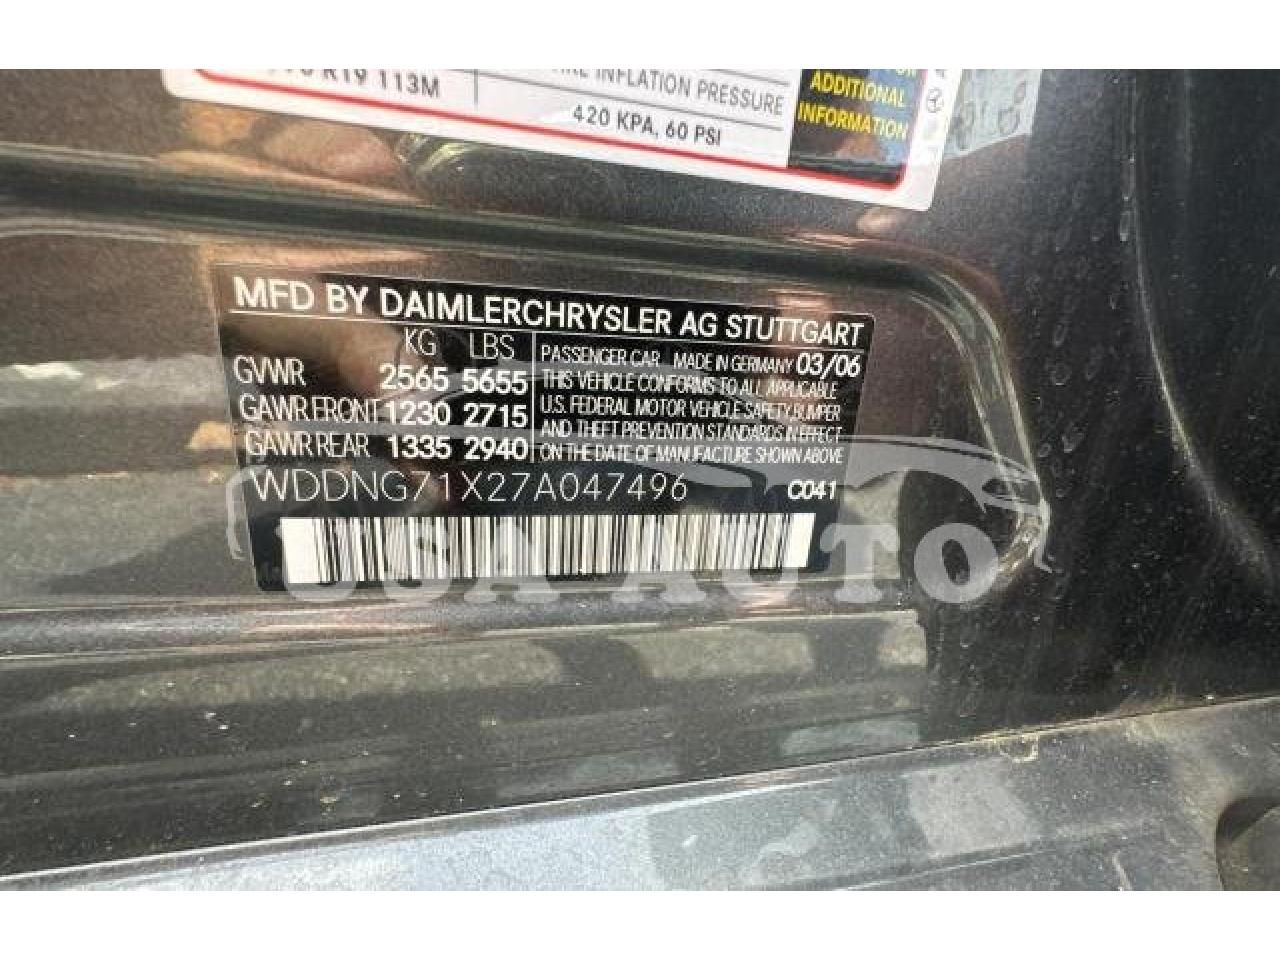 R19 113M
INFLATION PRESSURE
420 KPA, 60 PSI
FOR
ADDITIONAL
INFORMATION
MFD BY DAIMLERCHRYSLER AG STUTTGART
KG LBS
GVWR 2565 5655
GAWR FRONT 1230 2715
GAWR REAR 1335 2940
PASSENGER CAR MADE IN GERMANY 03/06
THIS VEHICLE CONFORMS TO ALL APPLICABLE
U.S. FEDERAL MOTOR VEHICLE SAFETY, BUMPER
AND THEFT PREVENTION STANDARDS IN EFFECT
ON THE DATE OF MANUFACTURE SHOWN ABOVE
WDDNG71X27A047496 C041
USA AUTO